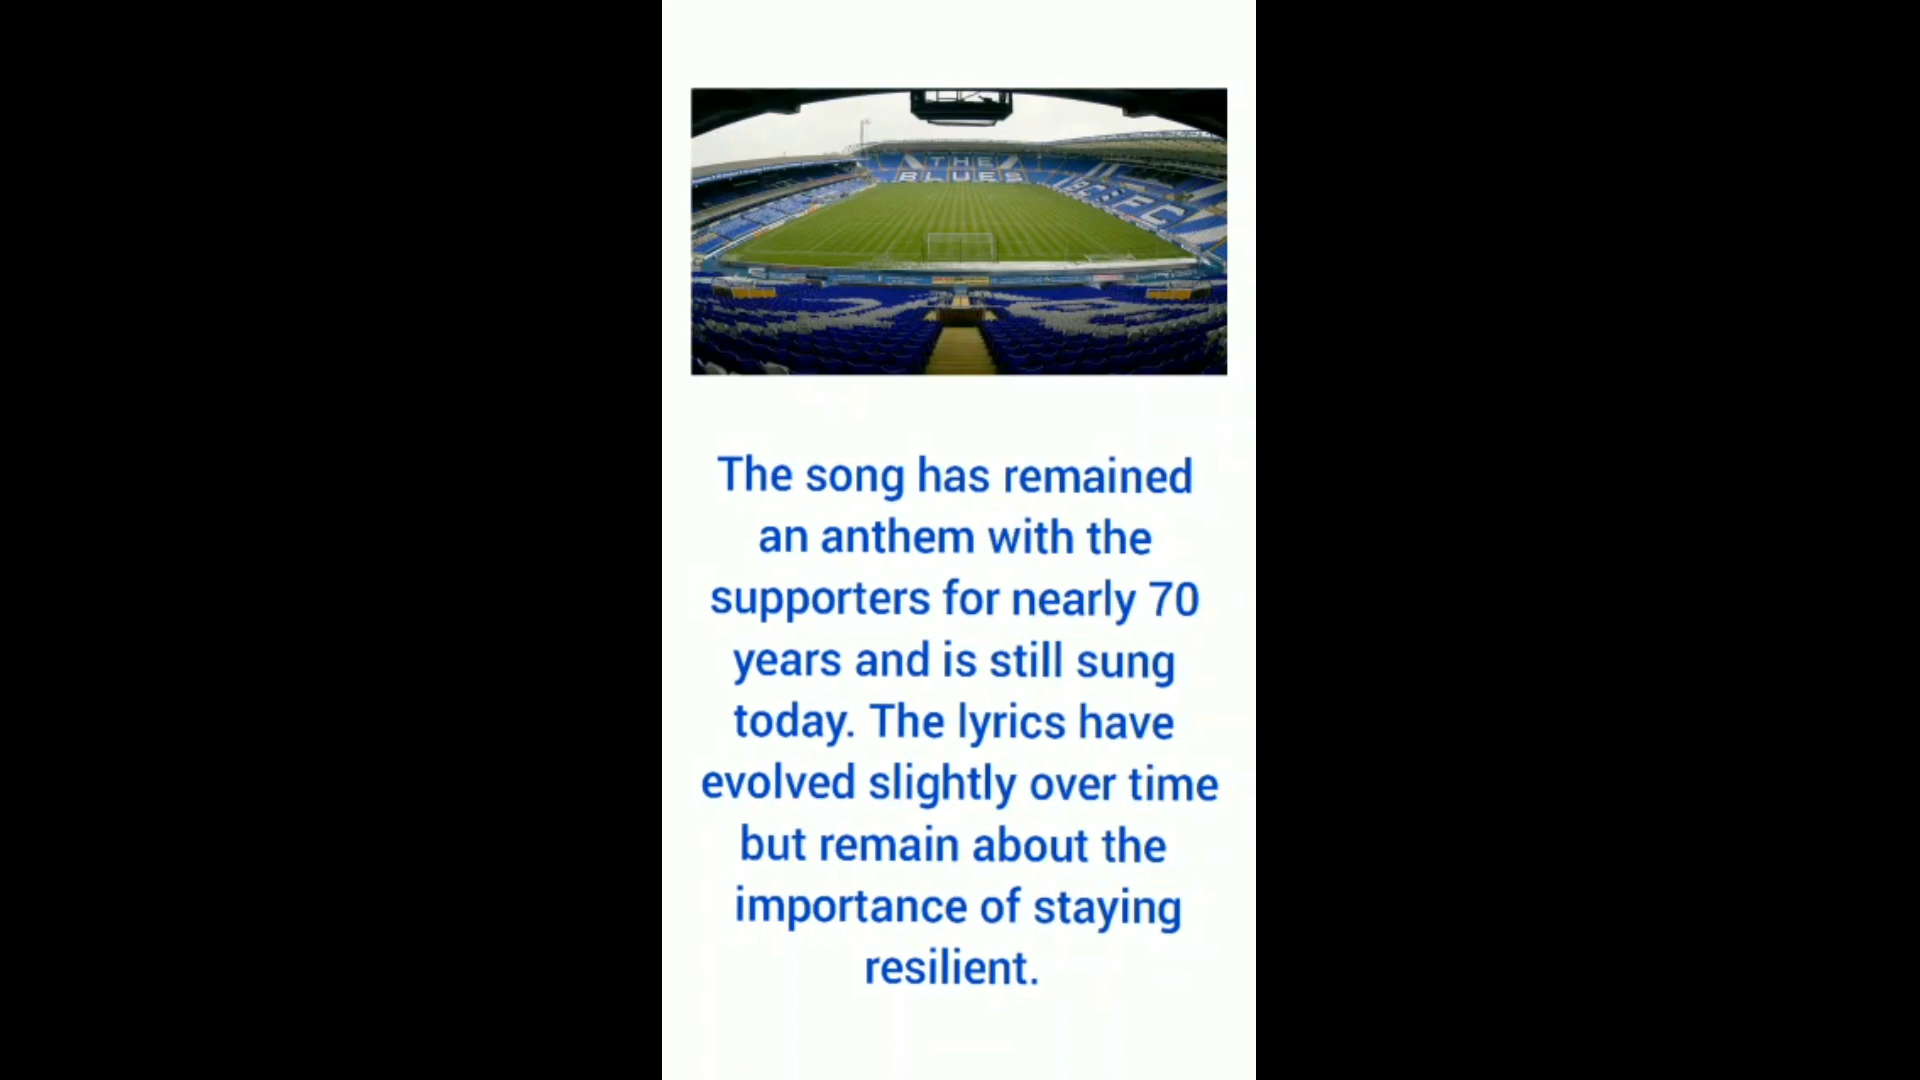 THE
BLUES
BCFC
The song has remained
an anthem with the
supporters for nearly 70
years and is still sung
today. The lyrics have
evolved slightly over time
but remain about the
importance of staying
resilient.